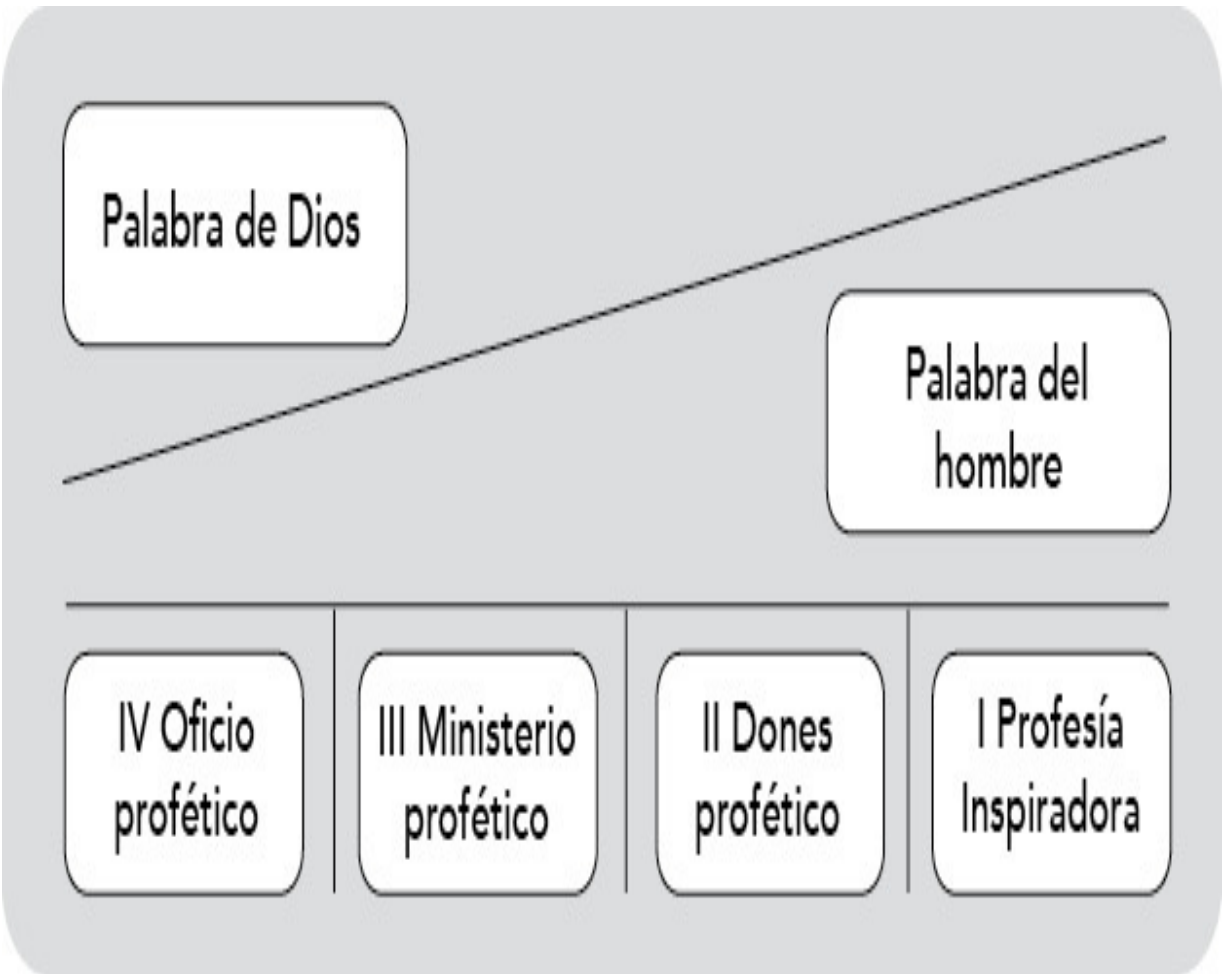 Palabra de Dios
Palabra del
hombre
IV Oficio
profético
III Ministerio
profético
II Dones
profético
I Profesía
Inspiradora